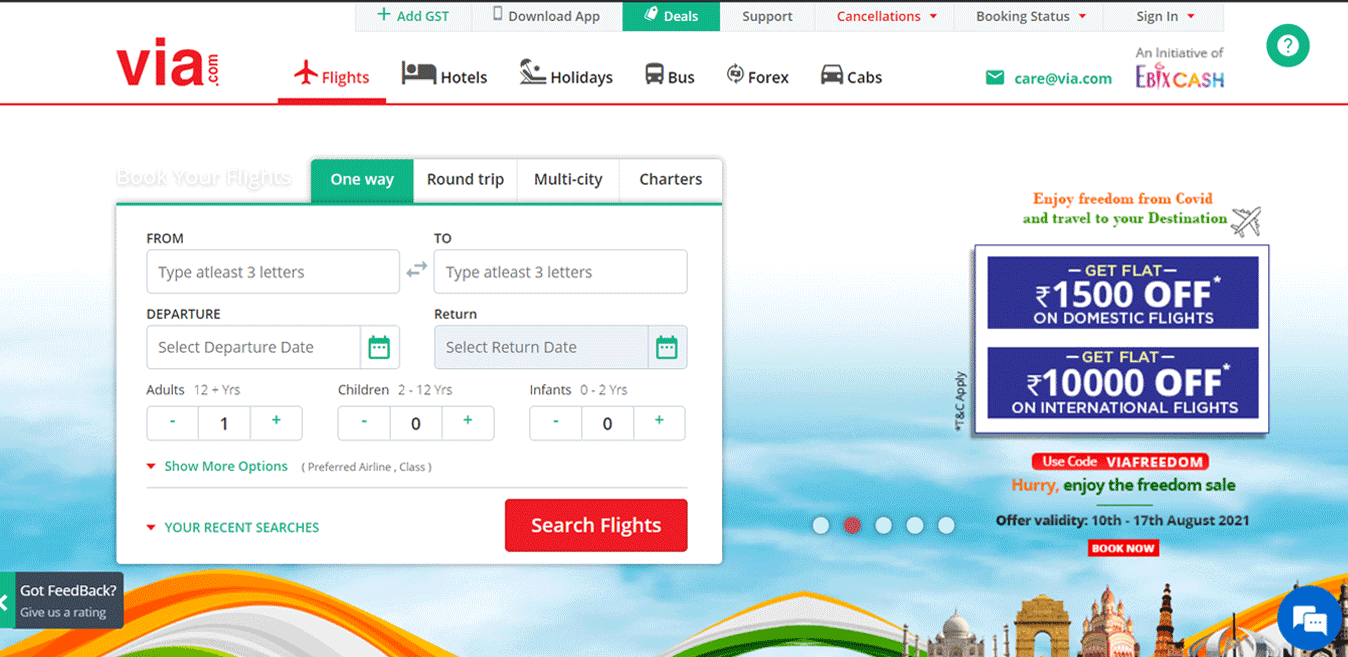 Add GST
Download App
Deals
Support
Cancellations
Booking Status
Sign In
via.com
Flights
Hotels
Holidays
Bus
Forex
Cabs
care@via.com
An Initiative of
EBIXCASH
?
Book Your Flights
One way
Round trip
Multi-city
Charters
FROM
TO
Type atleast 3 letters
Type atleast 3 letters
DEPARTURE
Return
Select Departure Date
Select Return Date
Adults 12 + Yrs
Children 2 - 12 Yrs
Infants 0 - 2 Yrs
- 1 +
- 0 +
- 0 +
Show More Options ( Preferred Airline , Class )
YOUR RECENT SEARCHES
Search Flights
Enjoy freedom from Covid
and travel to your Destination
— GET FLAT —
₹1500 OFF*
ON DOMESTIC FLIGHTS
— GET FLAT —
₹10000 OFF*
ON INTERNATIONAL FLIGHTS
*T&C Apply
Use Code VIAFREEDOM
Hurry, enjoy the freedom sale
Offer validity: 10th - 17th August 2021
BOOK NOW
Got FeedBack?
Give us a rating